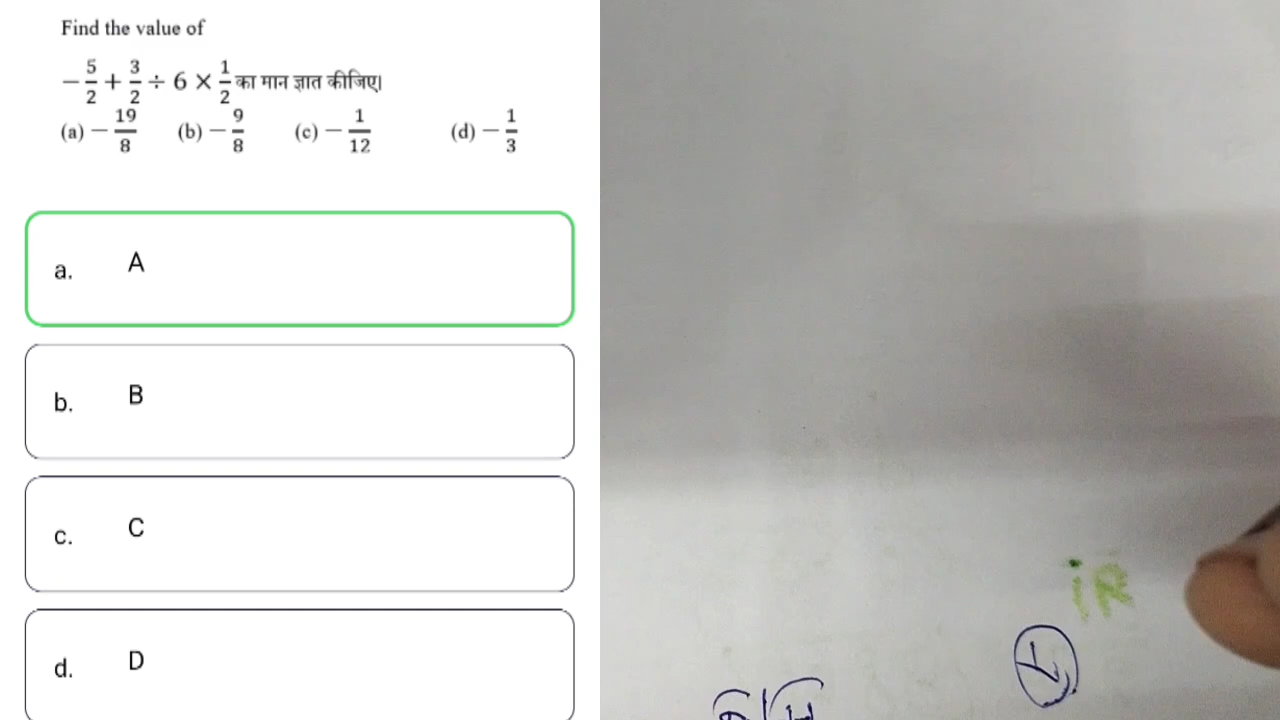 Find the value of
−5/2 + 3/2 ÷ 6 × 1/2 का मान ज्ञात कीजिए।
(a) −19/8 (b) −9/8 (c) −1/12 (d) −1/3
a. A
b. B
c. C
d. D
iR